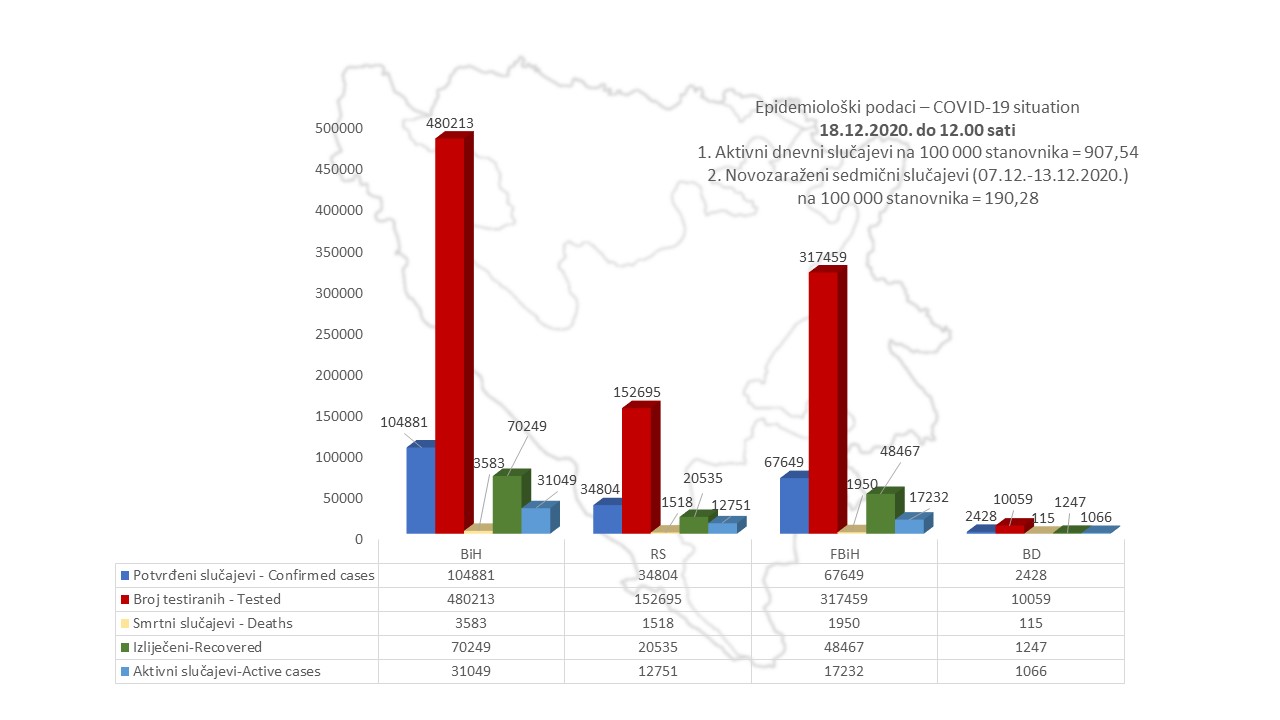 Epidemiološki podaci – COVID-19 situation
18.12.2020. do 12.00 sati
1. Aktivni dnevni slučajevi na 100 000 stanovnika = 907,54
2. Novozaraženi sedmični slučajevi (07.12.-13.12.2020.)
na 100 000 stanovnika = 190,28
500000
450000
400000
350000
300000
250000
200000
150000
100000
50000
0
104881
480213
3583
70249
31049
34804
152695
1518
20535
12751
67649
317459
1950
48467
17232
2428
10059
115
1247
1066
BiH RS FBiH BD
Potvrđeni slučajevi - Confirmed cases 104881 34804 67649 2428
Broj testiranih - Tested 480213 152695 317459 10059
Smrtni slučajevi - Deaths 3583 1518 1950 115
Izliječeni-Recovered 70249 20535 48467 1247
Aktivni slučajevi-Active cases 31049 12751 17232 1066